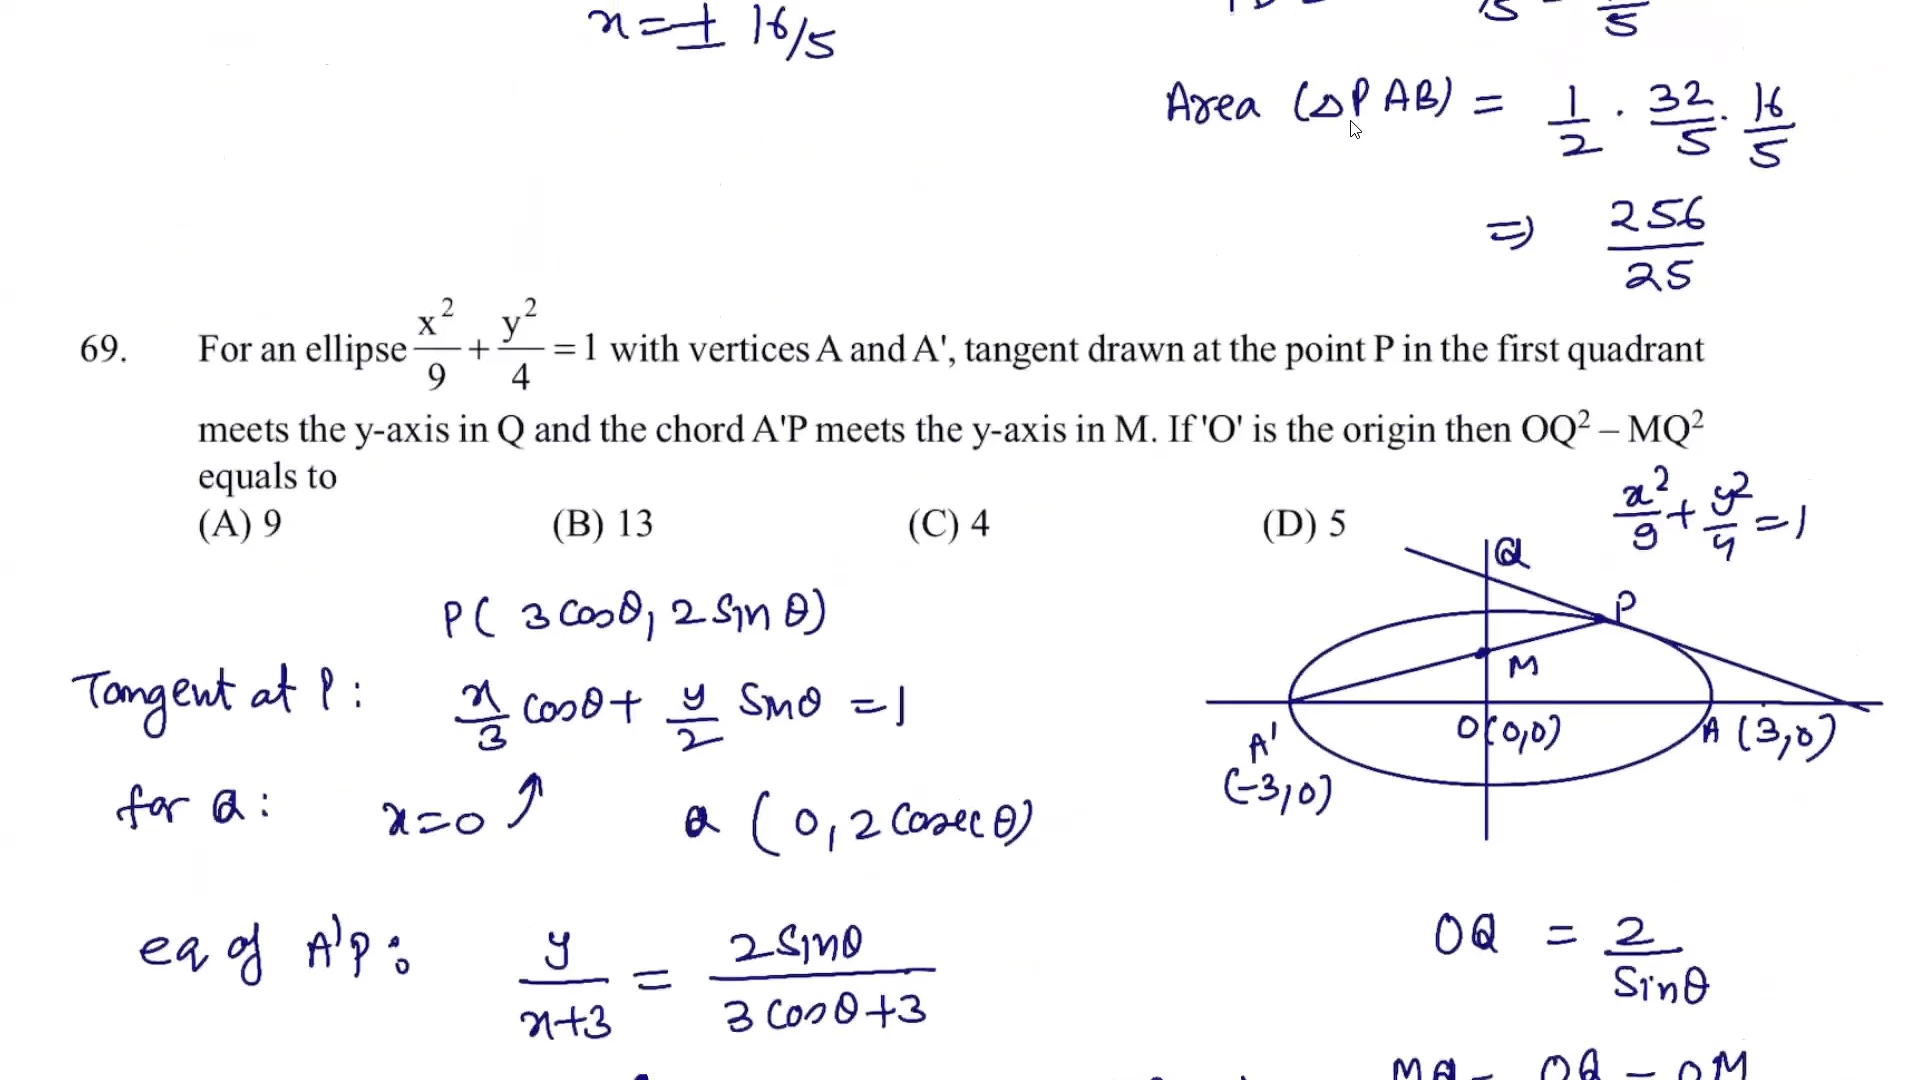 x = ± 16/5
Area (△PAB) = 1/2 . 32/5 . 16/5
⇒ 256/25
69. For an ellipse x²/9 + y²/4 = 1 with vertices A and A', tangent drawn at the point P in the first quadrant
meets the y-axis in Q and the chord A'P meets the y-axis in M. If 'O' is the origin then OQ² – MQ²
equals to
(A) 9 (B) 13 (C) 4 (D) 5
x²/9 + y²/4 = 1
Q
P
M
A'
(-3,0)
O(0,0)
A (3,0)
P( 3 cosθ, 2 sinθ)
Tangent at P : x/3 cosθ + y/2 sinθ = 1
for Q : x=0 Q ( 0, 2 cosec θ)
eq of A'P : y/(x+3) = 2 sinθ/(3 cosθ+3)
OQ = 2/sinθ
MQ = OQ - OM